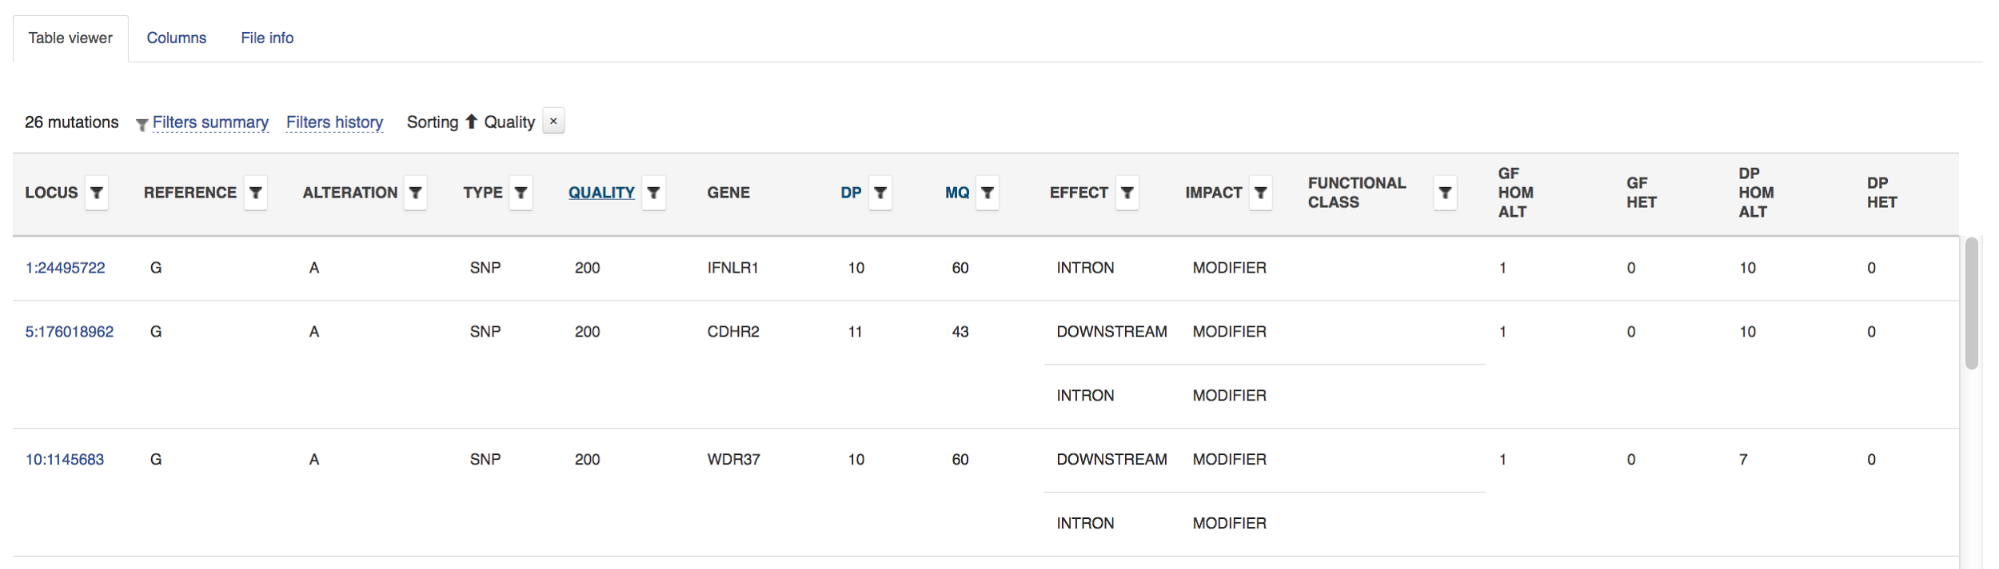 Table viewer Columns File info
26 mutations Filters summary Filters history Sorting ↑ Quality ×
LOCUS REFERENCE ALTERATION TYPE QUALITY GENE DP MQ EFFECT IMPACT FUNCTIONAL CLASS GF HOM ALT GF HET DP HOM ALT DP HET
1:24495722 G A SNP 200 IFNLR1 10 60 INTRON MODIFIER 1 0 10 0
5:176018962 G A SNP 200 CDHR2 11 43 DOWNSTREAM MODIFIER 1 0 10 0
INTRON MODIFIER
10:1145683 G A SNP 200 WDR37 10 60 DOWNSTREAM MODIFIER 1 0 7 0
INTRON MODIFIER